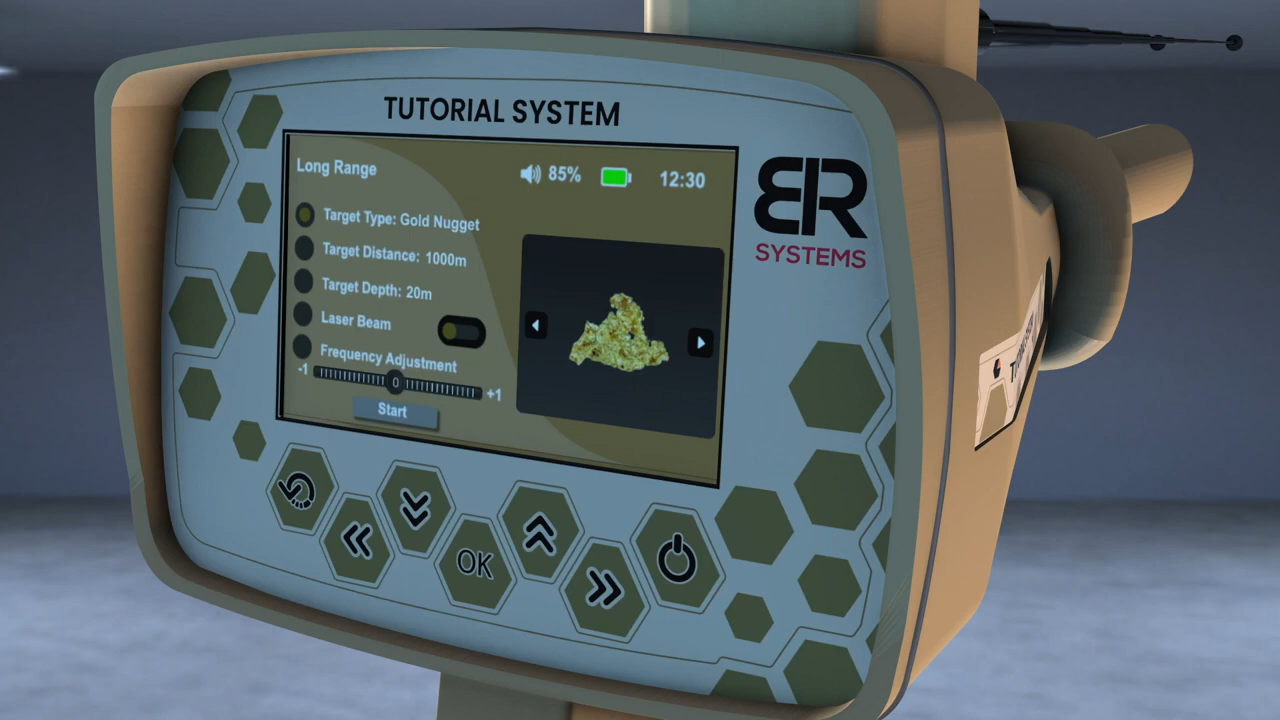 TUTORIAL SYSTEM
Long Range
85%
12:30
Target Type: Gold Nugget
Target Distance: 1000m
Target Depth: 20m
Laser Beam
Frequency Adjustment
-1
0
+1
Start
BR
SYSTEMS
OK